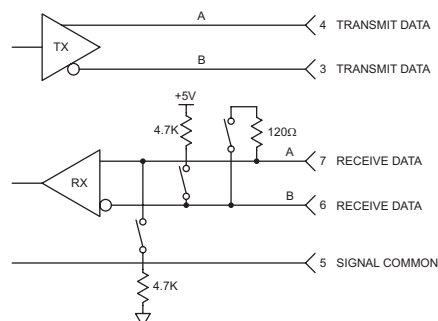 A
TX
4 TRANSMIT DATA
B
3 TRANSMIT DATA
+5V
4.7K
120Ω
A
7 RECEIVE DATA
RX
B
6 RECEIVE DATA
5 SIGNAL COMMON
4.7K